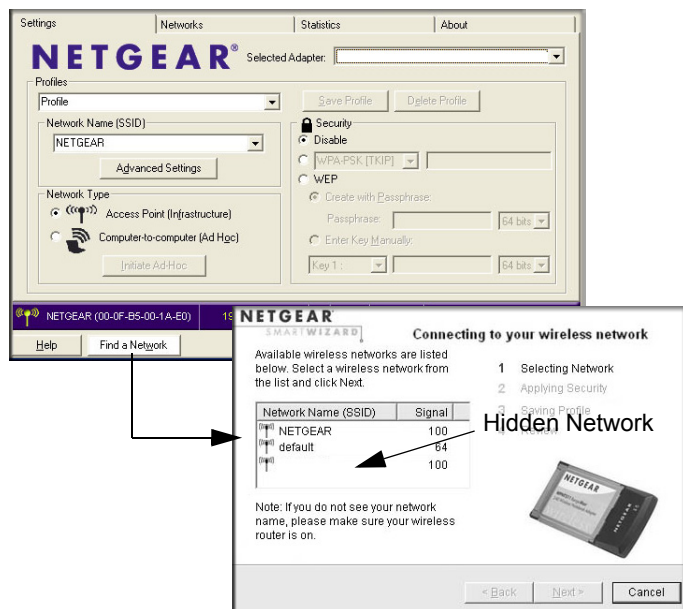 Settings Networks Statistics About
NETGEAR® Selected Adapter:
Profiles
Profile Save Profile Delete Profile
Network Name (SSID)
NETGEAR
Advanced Settings
Security
Disable
WPA-PSK [TKIP]
WEP
Create with Passphrase:
Passphrase: 64 bits
Enter Key Manually:
Key 1 : 64 bits
Network Type
Access Point (Infrastructure)
Computer-to-computer (Ad Hoc)
Initiate Ad-Hoc
NETGEAR (00-0F-B5-00-1A-E0) 19
Help Find a Network
NETGEAR
SMARTWIZARD
Connecting to your wireless network
Available wireless networks are listed
below. Select a wireless network from
the list and click Next.
1 Selecting Network
2 Applying Security
3 Saving Profile
4 Review
Network Name (SSID) Signal
NETGEAR 100
default 64
100
Hidden Network
Note: If you do not see your network
name, please make sure your wireless
router is on.
NETGEAR
< Back Next > Cancel